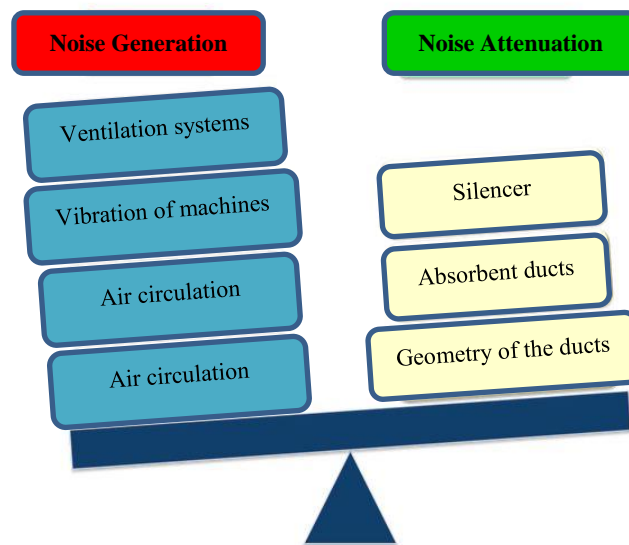 Noise Generation
Noise Attenuation
Ventilation systems
Vibration of machines
Air circulation
Air circulation
Silencer
Absorbent ducts
Geometry of the ducts